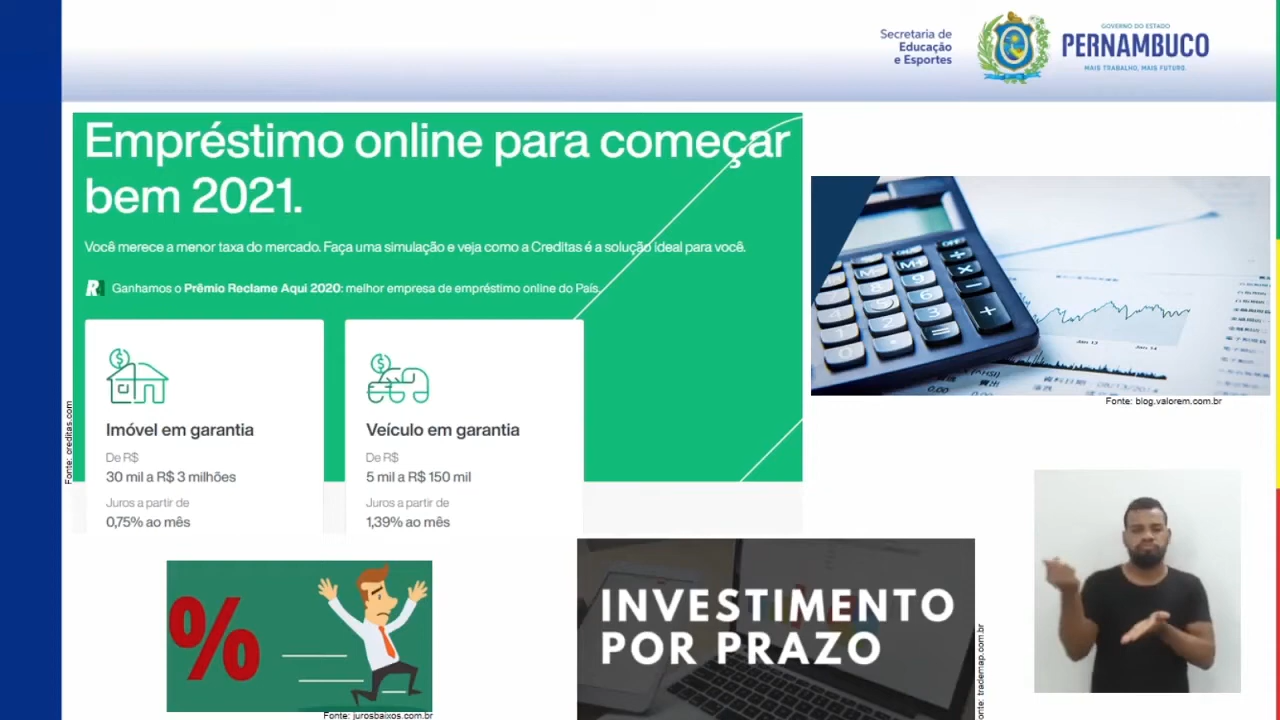 Secretaria de
Educação
e Esportes
GOVERNO DO ESTADO
PERNAMBUCO
MAIS TRABALHO, MAIS FUTURO.
Empréstimo online para começar
bem 2021.
Você merece a menor taxa do mercado. Faça uma simulação e veja como a Creditas é a solução ideal para você.
Ganhamos o Prêmio Reclame Aqui 2020: melhor empresa de empréstimo online do País.
Imóvel em garantia
De R$
30 mil a R$ 3 milhões
Juros a partir de
0,75% ao mês
Veículo em garantia
De R$
5 mil a R$ 150 mil
Juros a partir de
1,39% ao mês
Fonte: creditas.com
Fonte: blog.valorem.com.br
%
Fonte: jurosbaixos.com.br
INVESTIMENTO
POR PRAZO
onte: trademap.com.br